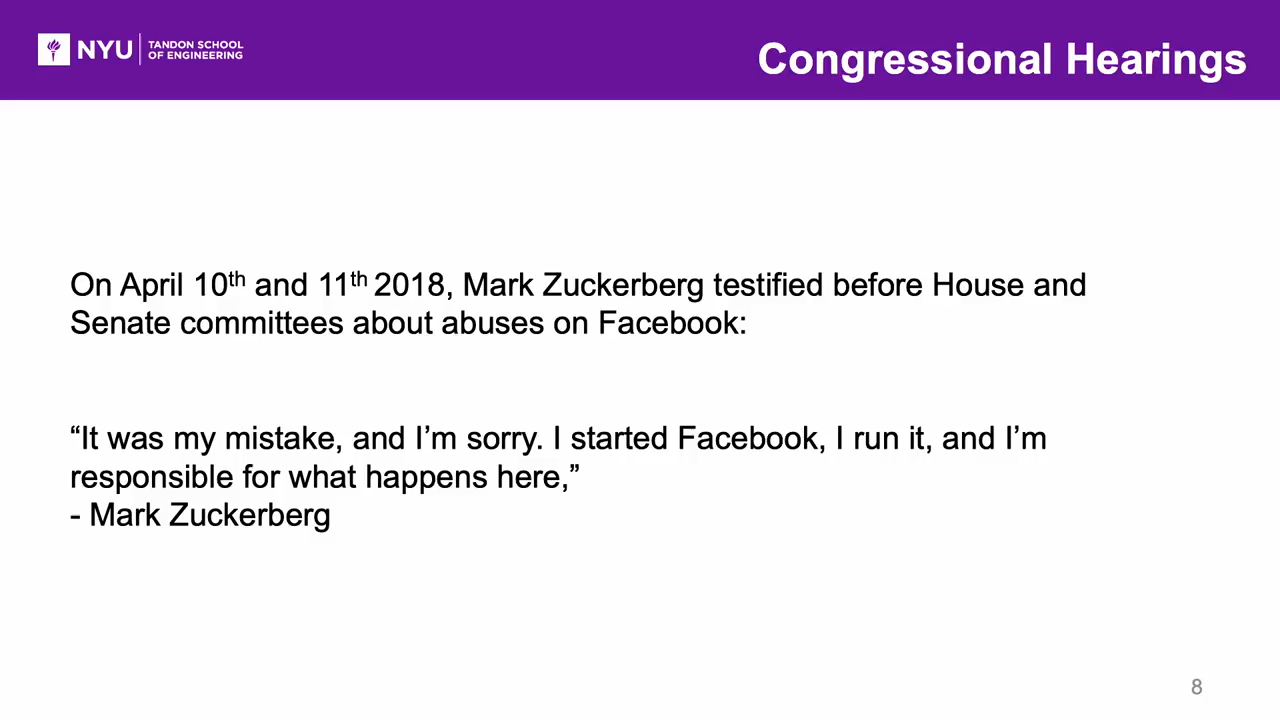 NYU
TANDON SCHOOL
OF ENGINEERING
Congressional Hearings
On April 10th and 11th 2018, Mark Zuckerberg testified before House and
Senate committees about abuses on Facebook:
“It was my mistake, and I’m sorry. I started Facebook, I run it, and I’m
responsible for what happens here,”
- Mark Zuckerberg
8